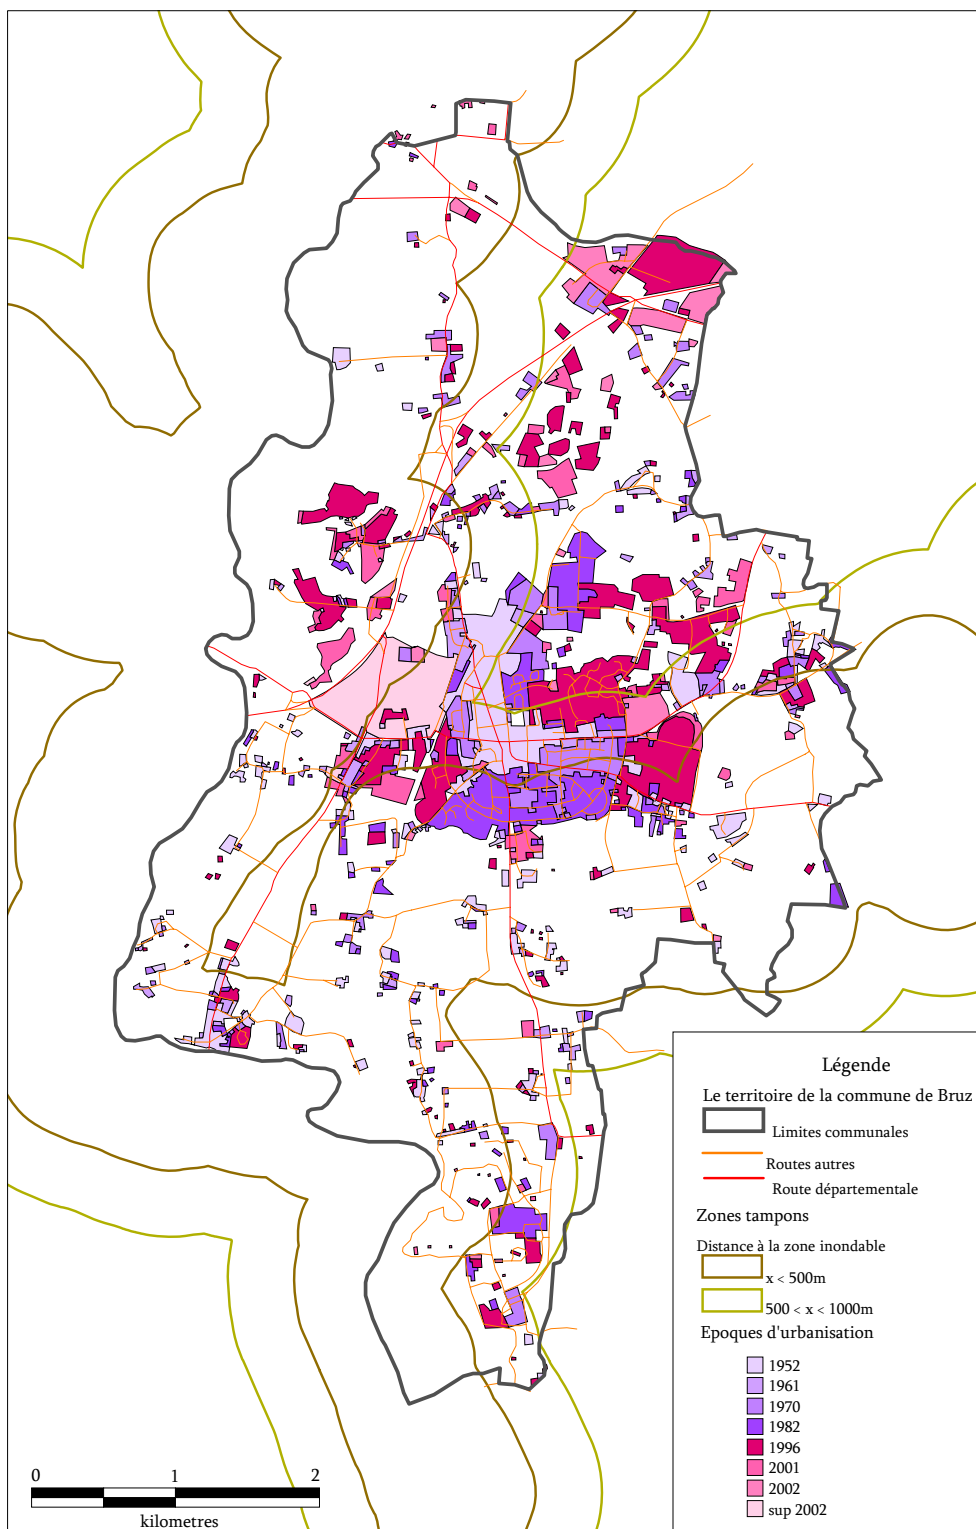 Légende
Le territoire de la commune de Bruz
Limites communales
Routes autres
Route départementale
Zones tampons
Distance à la zone inondable
x < 500m
500 < x < 1000m
Epoques d'urbanisation
1952
1961
1970
1982
1996
2001
2002
sup 2002
0 1 2
kilometres